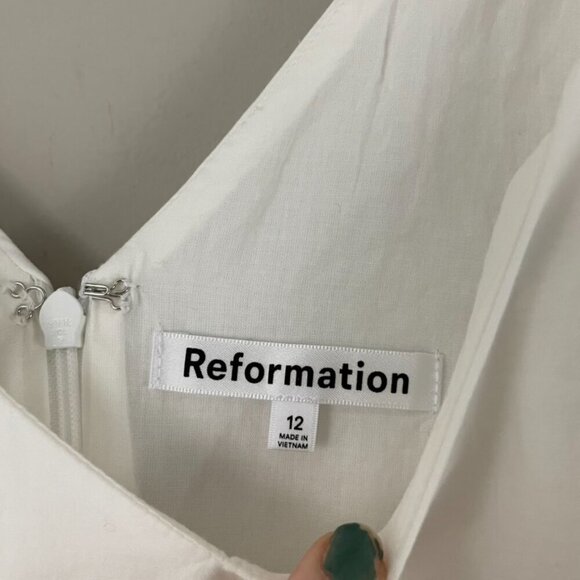 Reformation
12
MADE IN
VIETNAM